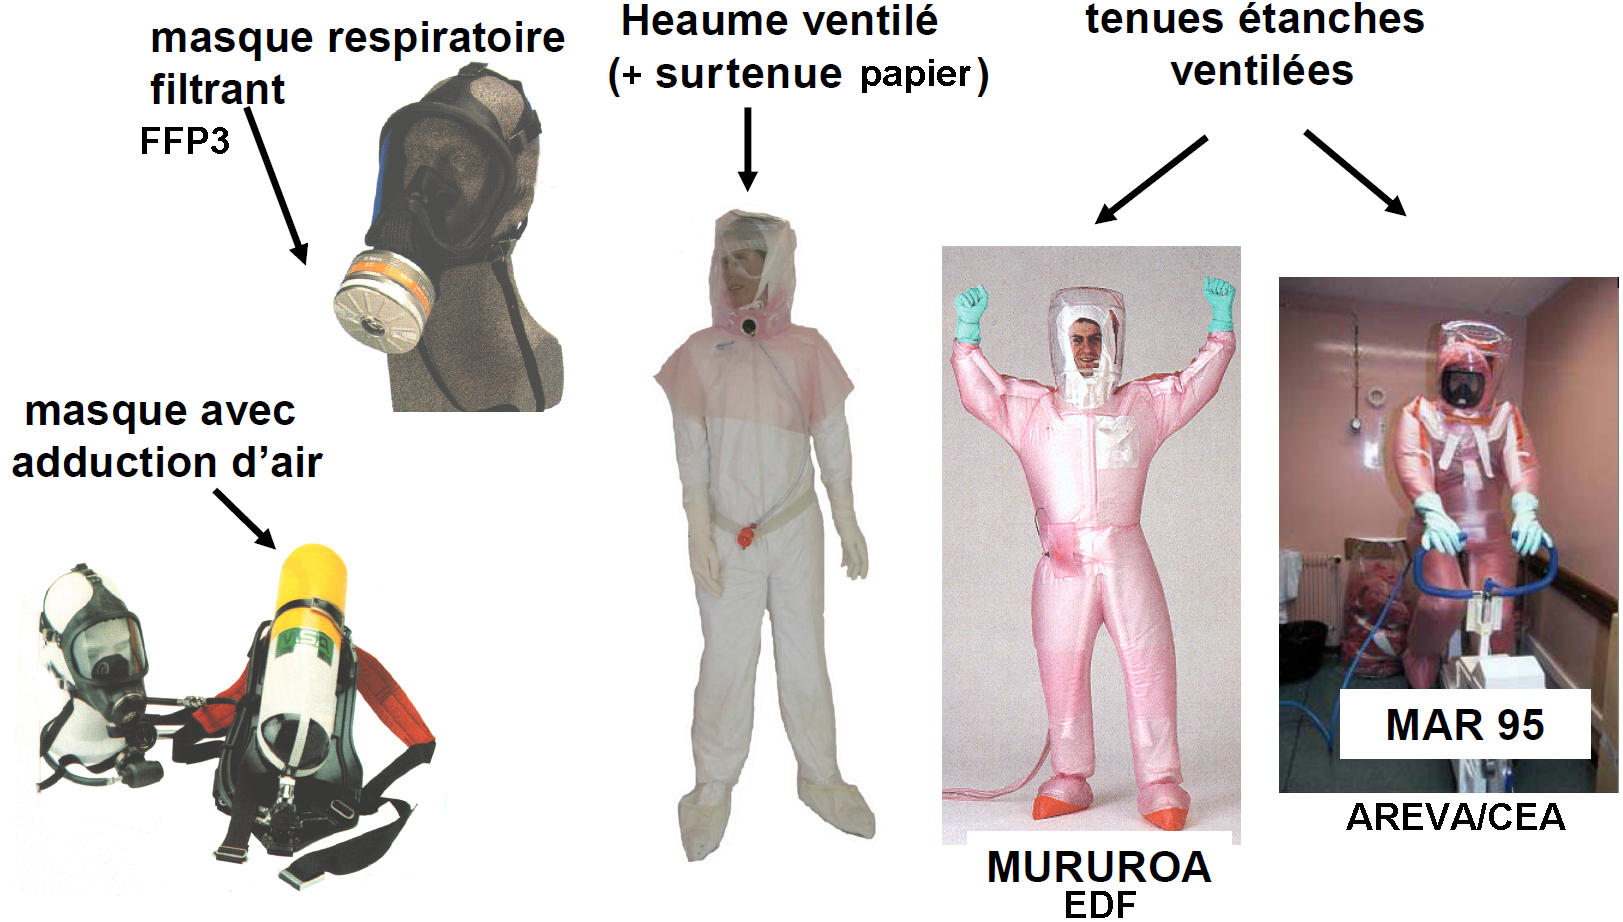 masque respiratoire
filtrant
FFP3
Heaume ventilé
(+ surtenue papier)
tenues étanches
ventilées
masque avec
adduction d’air
MURUROA
EDF
MAR 95
AREVA/CEA